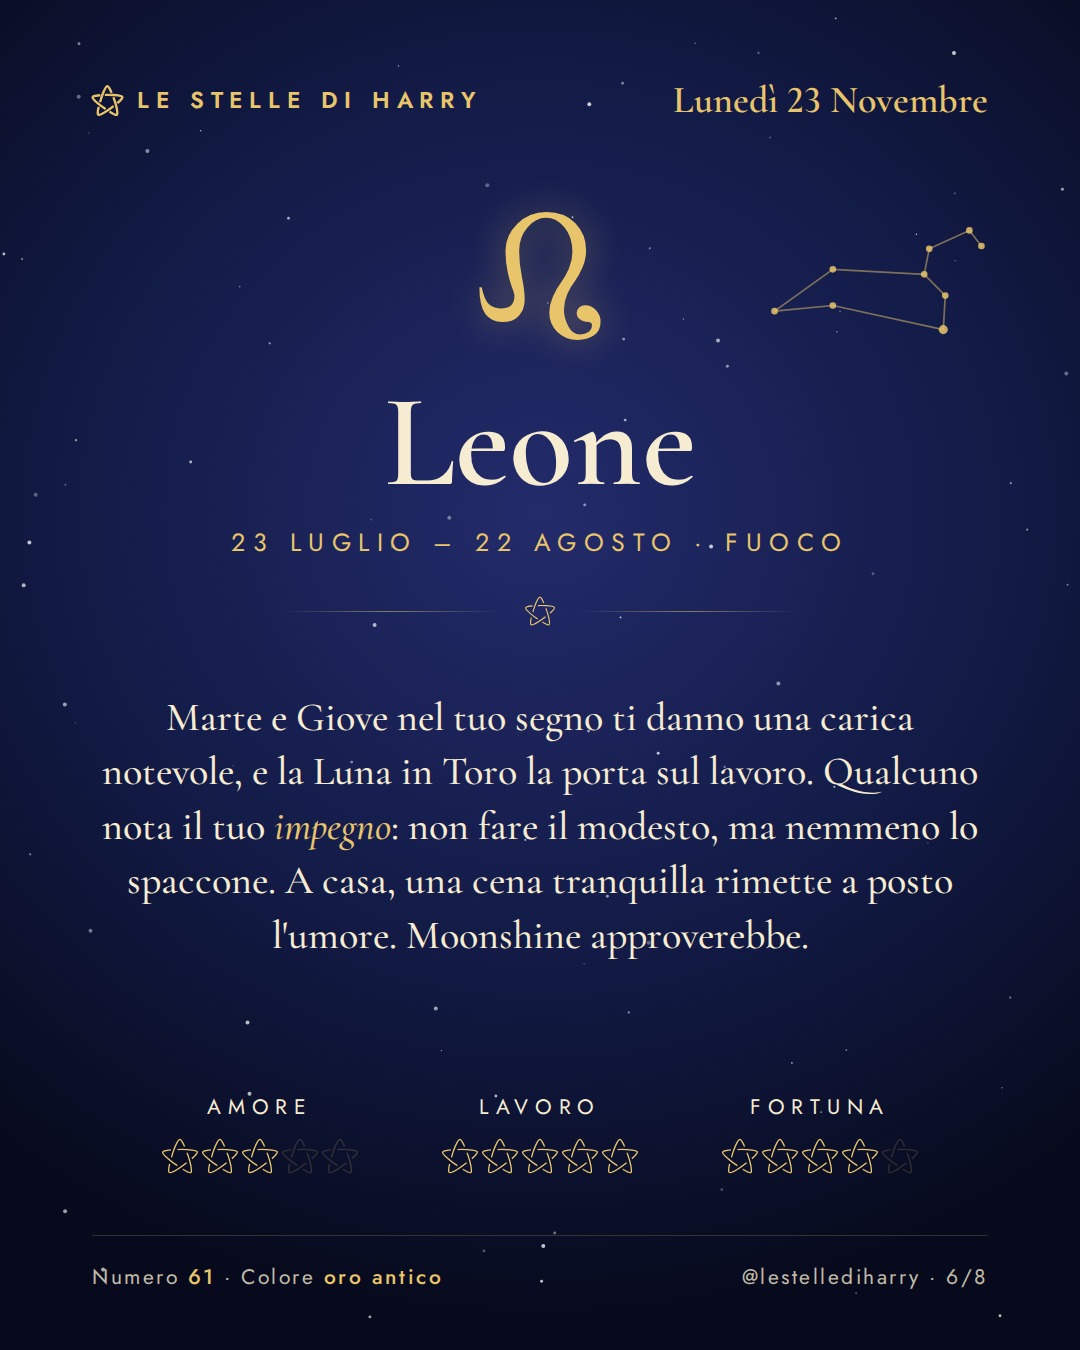 LE STELLE DI HARRY
Lunedì 23 Novembre
♌
Leone
23 LUGLIO – 22 AGOSTO · FUOCO
Marte e Giove nel tuo segno ti danno una carica
notevole, e la Luna in Toro la porta sul lavoro. Qualcuno
nota il tuo impegno: non fare il modesto, ma nemmeno lo
spaccone. A casa, una cena tranquilla rimette a posto
l'umore. Moonshine approverebbe.
AMORE
LAVORO
FORTUNA
Numero 61 · Colore oro antico
@lestellediharry · 6/8